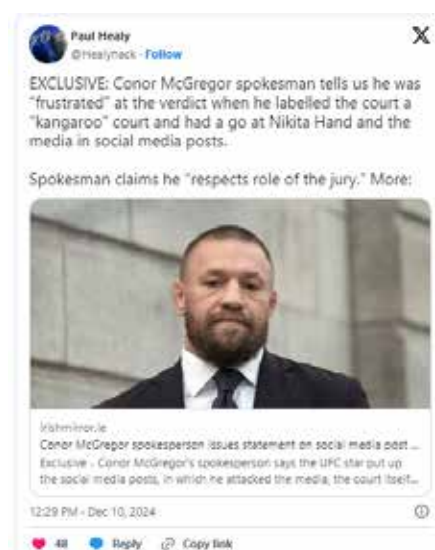 Paul Healy
@Healyhack · Follow
EXCLUSIVE: Conor McGregor spokesman tells us he was
"frustrated" at the verdict when he labelled the court a
"kangaroo" court and had a go at Nikita Hand and the
media in social media posts.
Spokesman claims he "respects role of the jury." More:
irishmirror.ie
Conor McGregor spokesperson issues statement on social media post ...
Exclusive - Conor McGregor's spokesperson says the UFC star put up
the social media posts, in which he attacked the media, the court itself...
12:29 PM · Dec 10, 2024
48 Reply Copy link